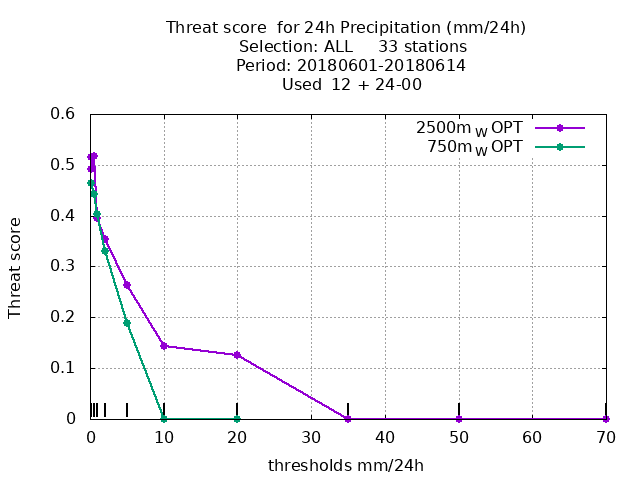 Threat score  for 24h Precipitation (mm/24h)
Selection: ALL     33 stations
Period: 20180601-20180614
Used  12 + 24-00
2500m W OPT
750m W OPT
Threat score
0.6
0.5
0.4
0.3
0.2
0.1
0
0 10 20 30 40 50 60 70
thresholds mm/24h